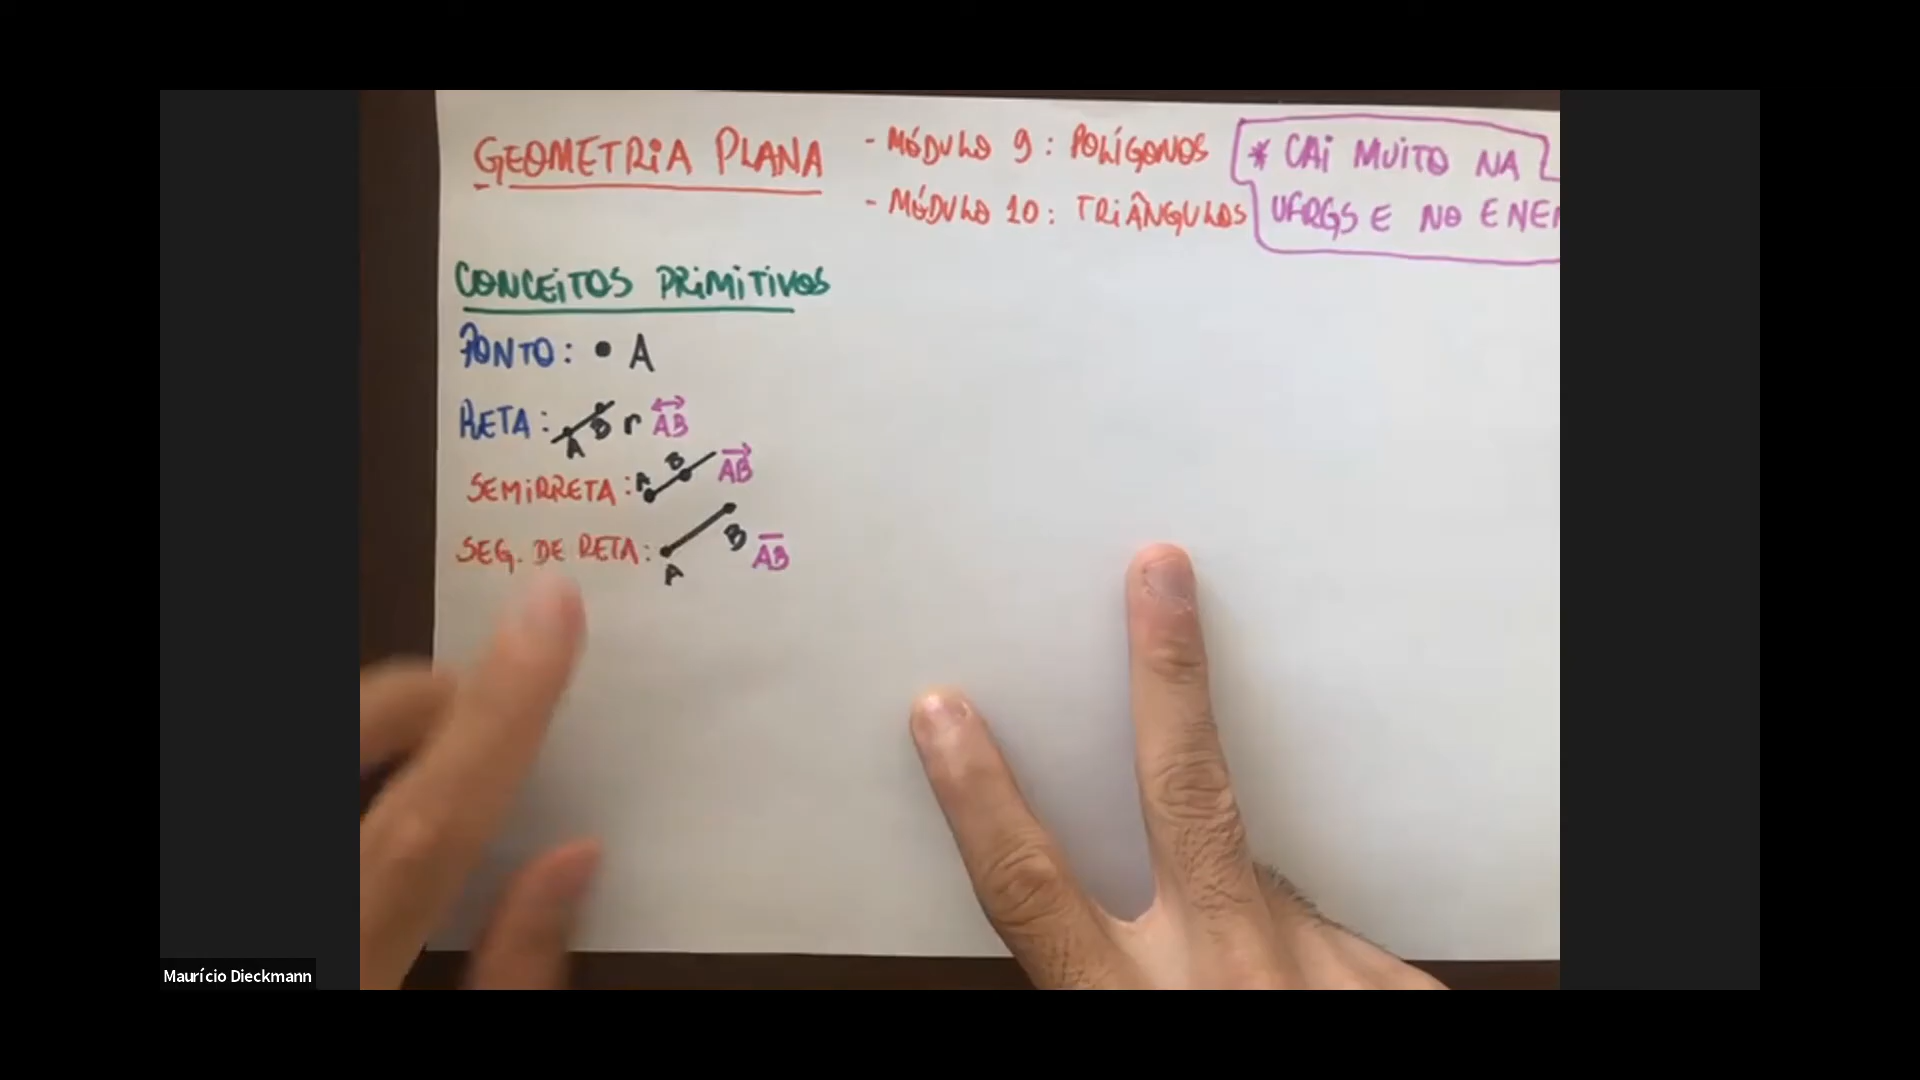 GEOMETRIA PLANA
- MÓDULO 9: POLÍGONOS
- MÓDULO 10: TRIÂNGULOS
* CAI MUITO NA
UFRGS E NO ENEM
CONCEITOS PRIMITIVOS
PONTO: • A
RETA: A B r AB
SEMIRRETA: A B AB
SEG. DE RETA: A B AB
Maurício Dieckmann